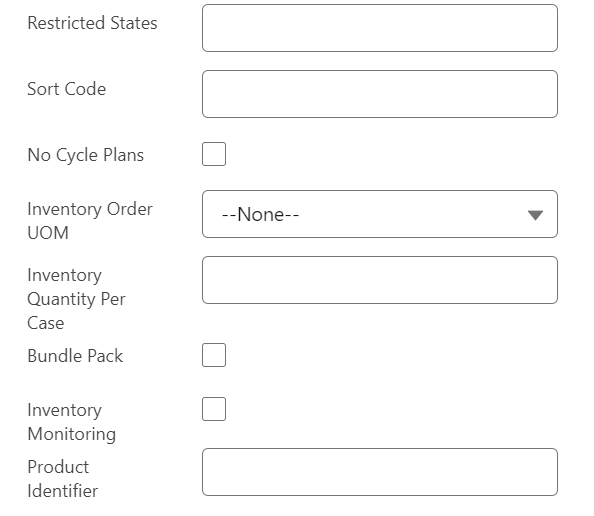 Restricted States
Sort Code
No Cycle Plans
Inventory Order
UOM
--None--
Inventory
Quantity Per
Case
Bundle Pack
Inventory
Monitoring
Product
Identifier